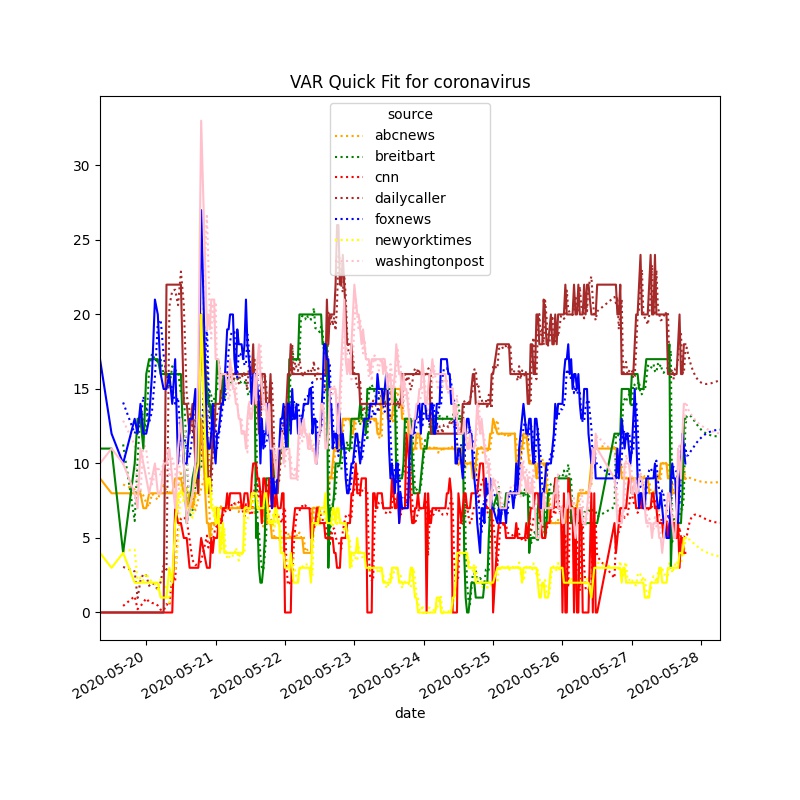 VAR Quick Fit for coronavirus
source
abcnews
breitbart
cnn
dailycaller
foxnews
newyorktimes
washingtonpost
30
25
20
15
10
5
0
2020-05-20
2020-05-21
2020-05-22
2020-05-23
2020-05-24
2020-05-25
2020-05-26
2020-05-27
2020-05-28
date